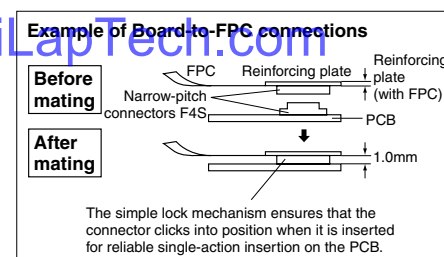 iLapTech.com
Example of Board-to-FPC connections
Before
mating
FPC
Reinforcing plate
Reinforcing
plate
(with FPC)
Narrow-pitch
connectors F4S
PCB
After
mating
1.0mm
The simple lock mechanism ensures that the
connector clicks into position when it is inserted
for reliable single-action insertion on the PCB.